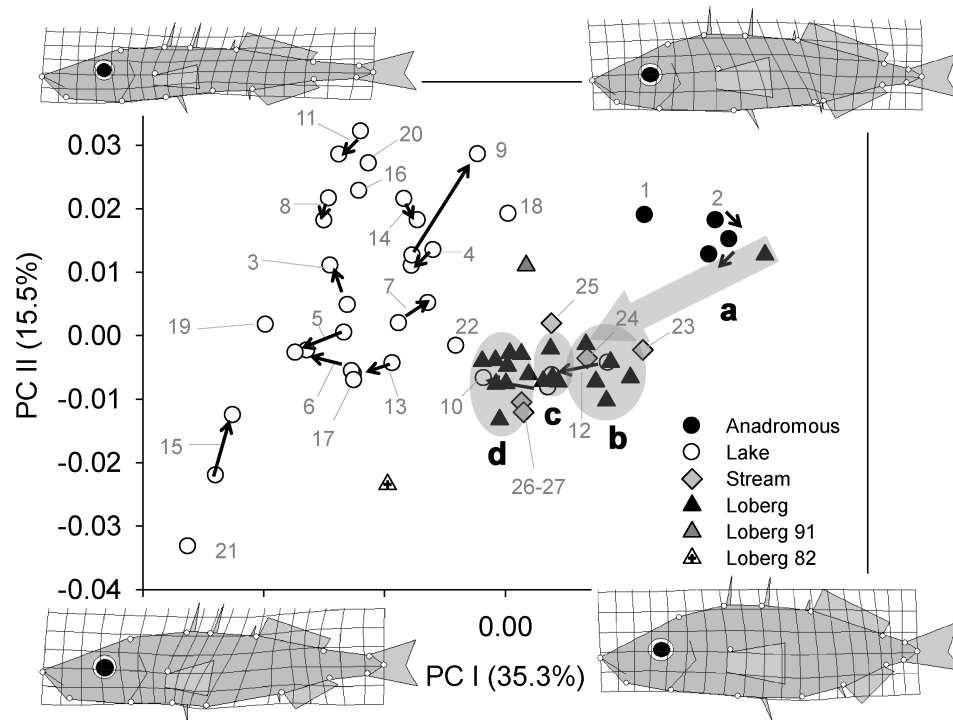 11
20
0.03
9
16
1
2
0.02
8
18
14
3
4
0.01
a
7
25
5
24
23
19
22
0.00
PC II (15.5%)
10
6
13
12
-0.01
17
c
b
Anadromous
15
d
Lake
-0.02
26-27
Stream
Loberg
-0.03
21
Loberg 91
Loberg 82
-0.04
0.00
PC I (35.3%)